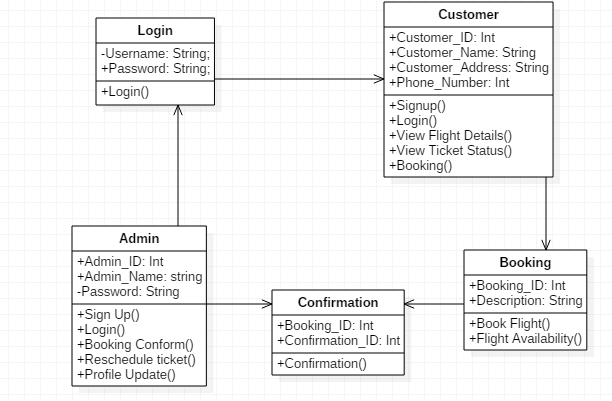 Login
-Username: String;
+Password: String;
+Login()
Customer
+Customer_ID: Int
+Customer_Name: String
+Customer_Address: String
+Phone_Number: Int
+Signup()
+Login()
+View Flight Details()
+View Ticket Status()
+Booking()
Admin
+Admin_ID: Int
+Admin_Name: string
-Password: String
+Sign Up()
+Login()
+Booking Conform()
+Reschedule ticket()
+Profile Update()
Confirmation
+Booking_ID: Int
+Confirmation_ID: Int
+Confirmation()
Booking
+Booking_ID: Int
+Description: String
+Book Flight()
+Flight Availability()